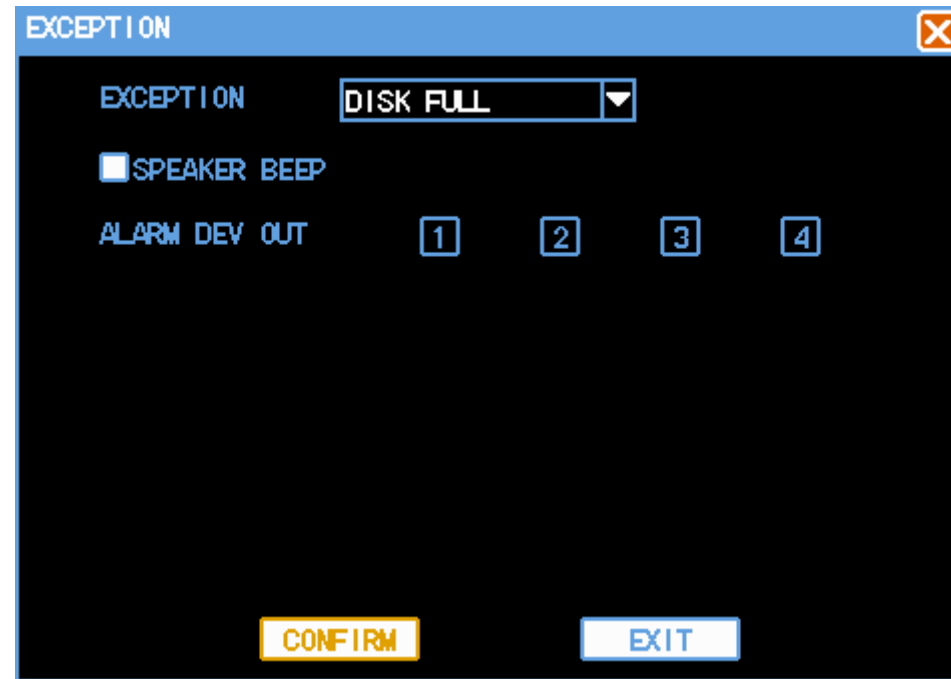 EXCEPTION
EXCEPTION DISK FULL
SPEAKER BEEP
ALARM DEV OUT 1 2 3 4
CONFIRM EXIT